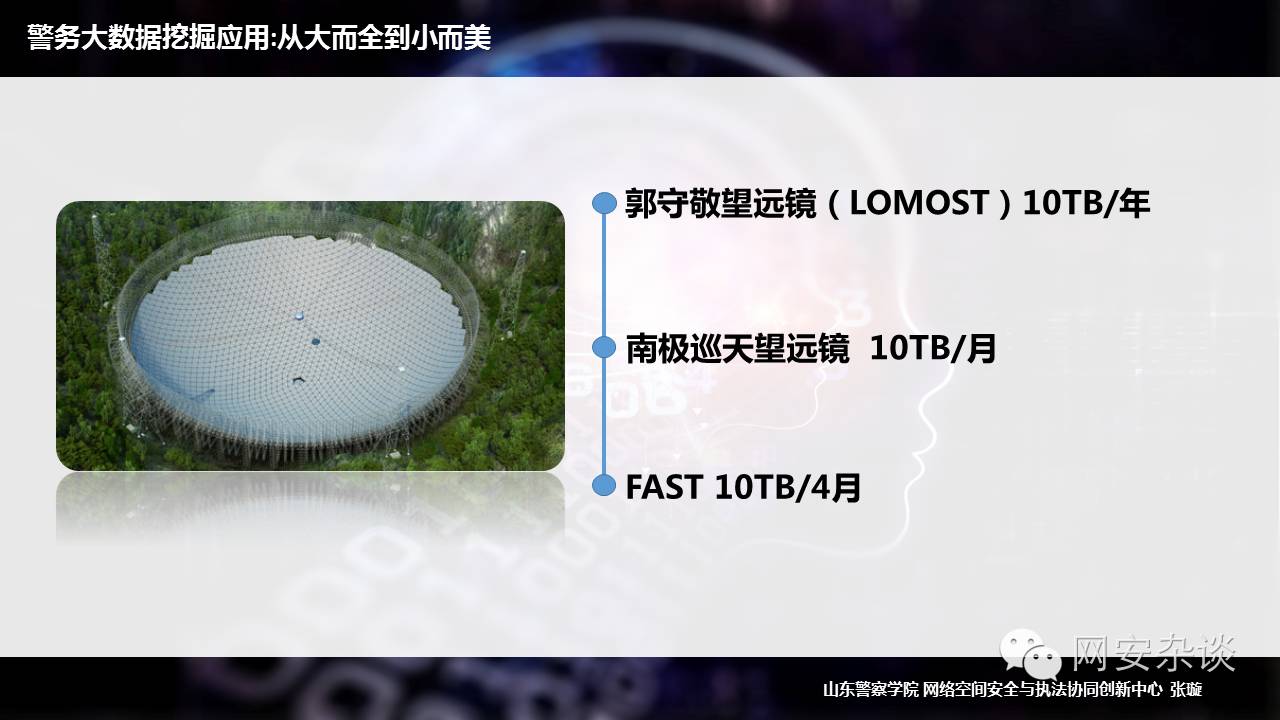 警务大数据挖掘应用:从大而全到小而美
郭守敬望远镜（LOMOST）10TB/年
南极巡天望远镜 10TB/月
FAST 10TB/4月
网安杂谈
山东警察学院 网络空间安全与执法协同创新中心 张璇